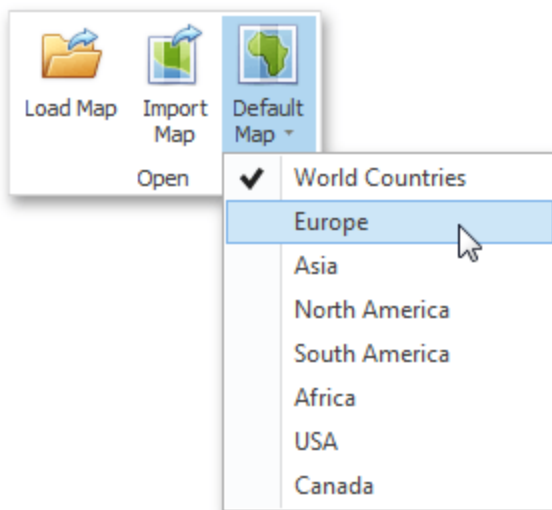 Load Map
Import
Map
Default
Map
Open
World Countries
Europe
Asia
North America
South America
Africa
USA
Canada